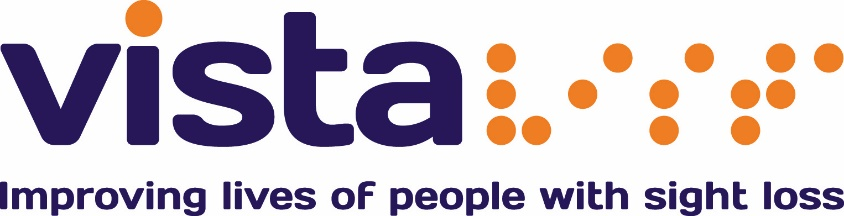 vista ⠧⠊⠎⠞⠁
Improving lives of people with sight loss